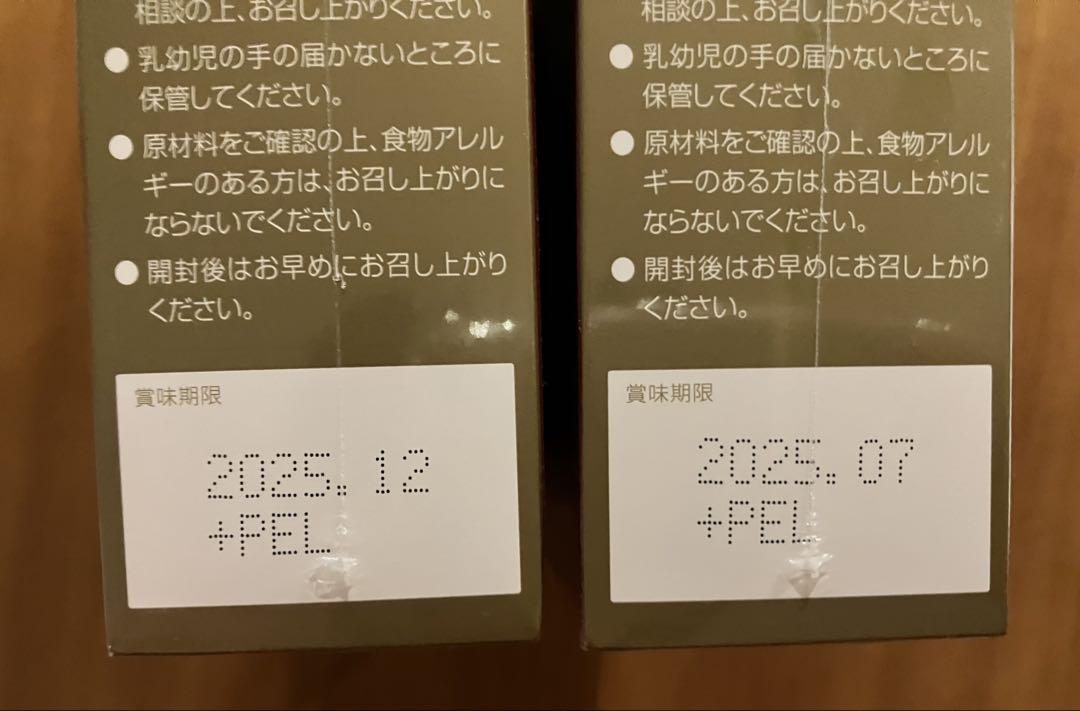 相談の上、お召し上がりください。
●乳幼児の手の届かないところに
保管してください。
●原材料をご確認の上、食物アレル
ギーのある方は、お召し上がりに
ならないでください。
●開封後はお早めにお召し上がり
ください。
賞味期限
2025.12
+PEL
相談の上、お召し上がりください。
●乳幼児の手の届かないところに
保管してください。
●原材料をご確認の上、食物アレル
ギーのある方は、お召し上がりに
ならないでください。
●開封後はお早めにお召し上がり
ください。
賞味期限
2025.07
+PEL